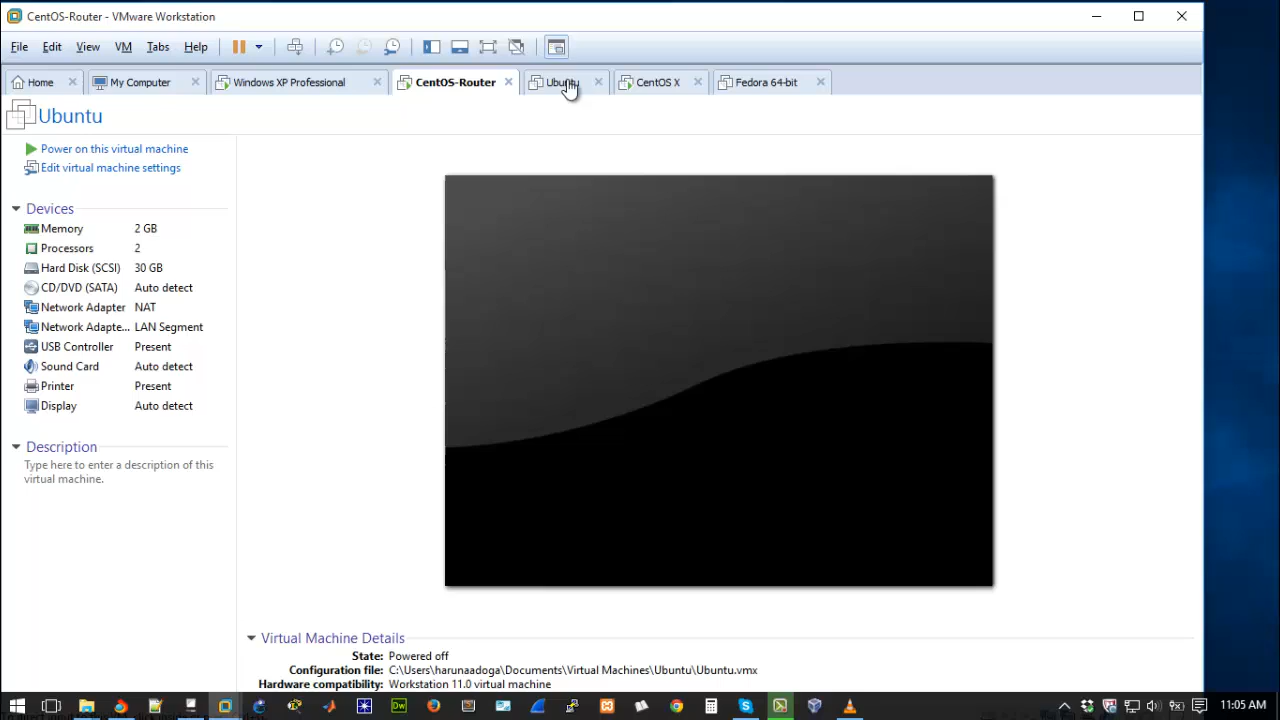 CentOS-Router - VMware Workstation
File Edit View VM Tabs Help
Home My Computer Windows XP Professional CentOS-Router Ubuntu CentOS X Fedora 64-bit
Ubuntu
Power on this virtual machine
Edit virtual machine settings
Devices
Memory 2 GB
Processors 2
Hard Disk (SCSI) 30 GB
CD/DVD (SATA) Auto detect
Network Adapter NAT
Network Adapte... LAN Segment
USB Controller Present
Sound Card Auto detect
Printer Present
Display Auto detect
Description
Type here to enter a description of this
virtual machine.
Virtual Machine Details
State: Powered off
Configuration file: C:\Users\harunaadoga\Documents\Virtual Machines\Ubuntu\Ubuntu.vmx
Hardware compatibility: Workstation 11.0 virtual machine
Dw
11:05 AM